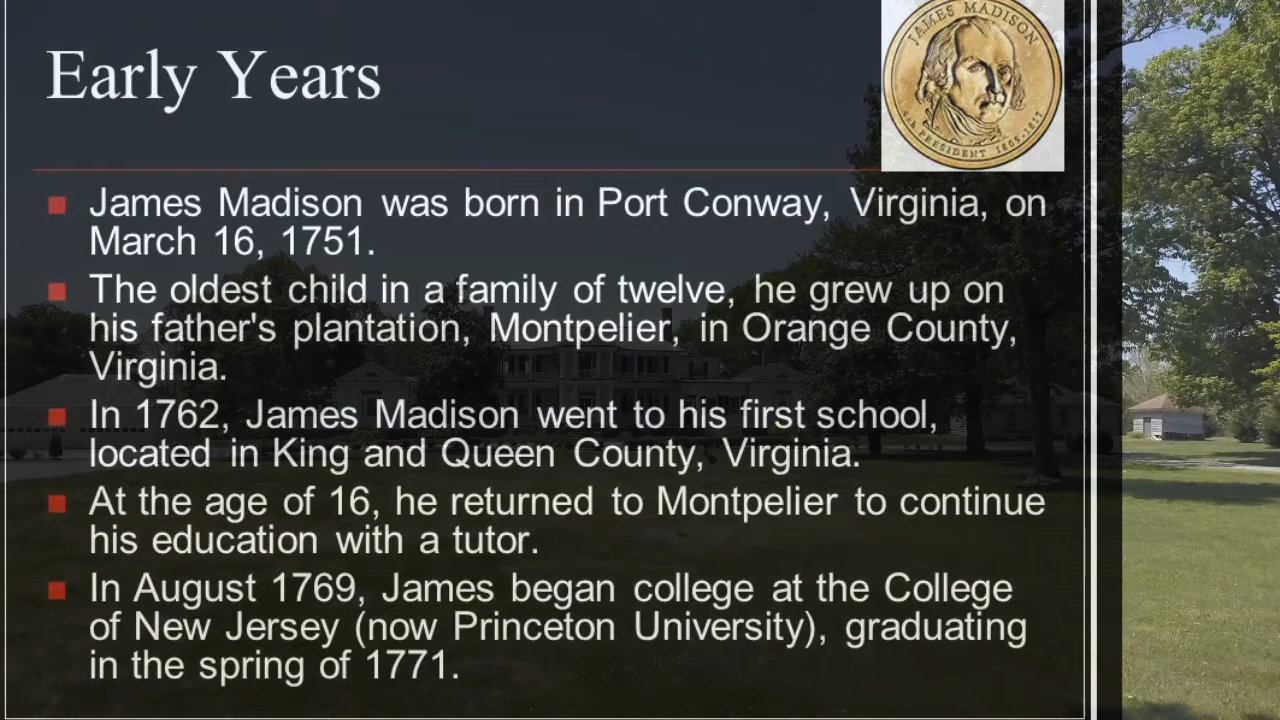 Early Years
JAMES MADISON
4th PRESIDENT 1809-1817
James Madison was born in Port Conway, Virginia, on
March 16, 1751.
The oldest child in a family of twelve, he grew up on
his father's plantation, Montpelier, in Orange County,
Virginia.
In 1762, James Madison went to his first school,
located in King and Queen County, Virginia.
At the age of 16, he returned to Montpelier to continue
his education with a tutor.
In August 1769, James began college at the College
of New Jersey (now Princeton University), graduating
in the spring of 1771.